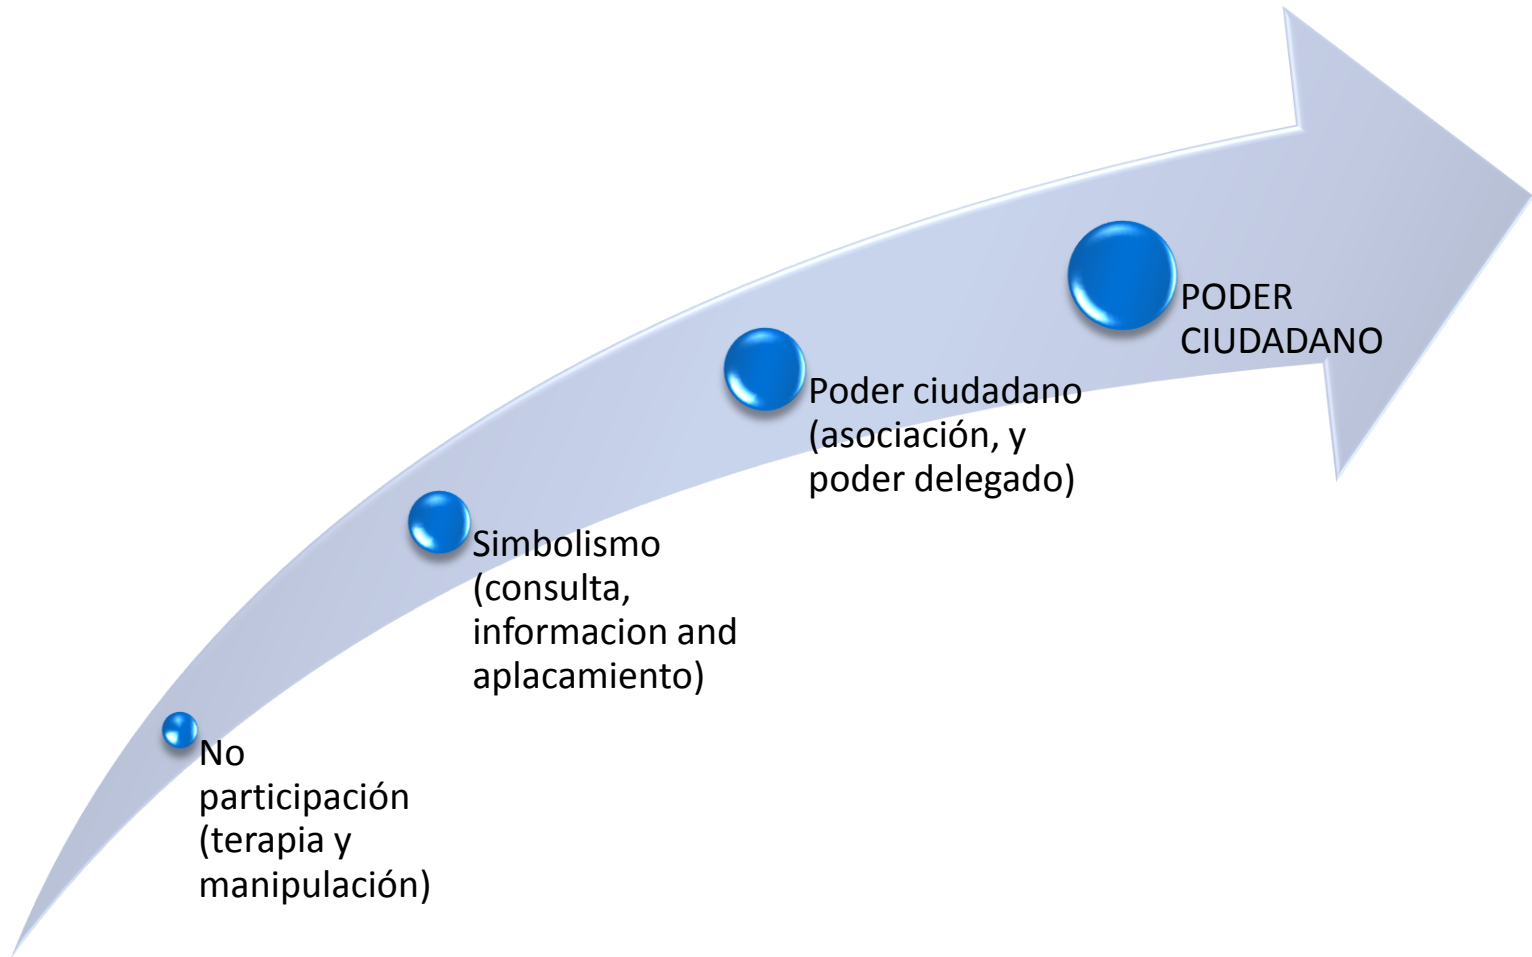 PODER
CIUDADANO
Poder ciudadano
(asociación, y
poder delegado)
Simbolismo
(consulta,
informacion and
aplacamiento)
No
participación
(terapia y
manipulación)